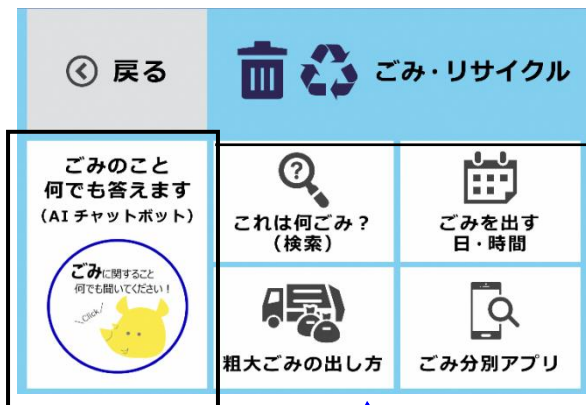 戻る
ごみ・リサイクル
ごみのこと
何でも答えます
(AIチャットボット)
ごみに関すること
何でも聞いてください！
Click
これは何ごみ？
(検索)
ごみを出す
日・時間
粗大ごみの出し方
ごみ分別アプリ